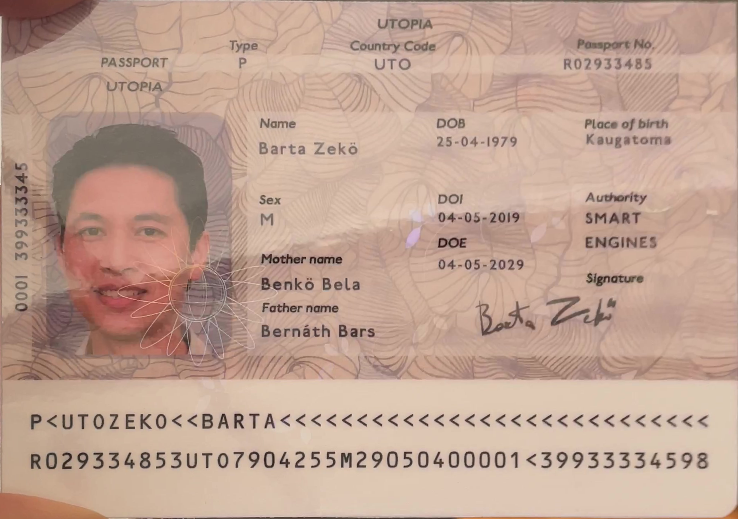 UTOPIA
Type Country Code Passport No.
PASSPORT P UTO R02933485
UTOPIA
Name DOB Place of birth
Barta Zekö 25-04-1979 Kaugatoma
Sex DOI Authority
M 04-05-2019 SMART
DOE ENGINES
Mother name 04-05-2029 Signature
Benkö Bela
Father name Barta Zekö
Bernáth Bars
0001 399333345
P<UTOZEKO<<BARTA<<<<<<<<<<<<<<<<<<<<<<<<<<<<
R029334853UTO7904255M29050400001<39933334598